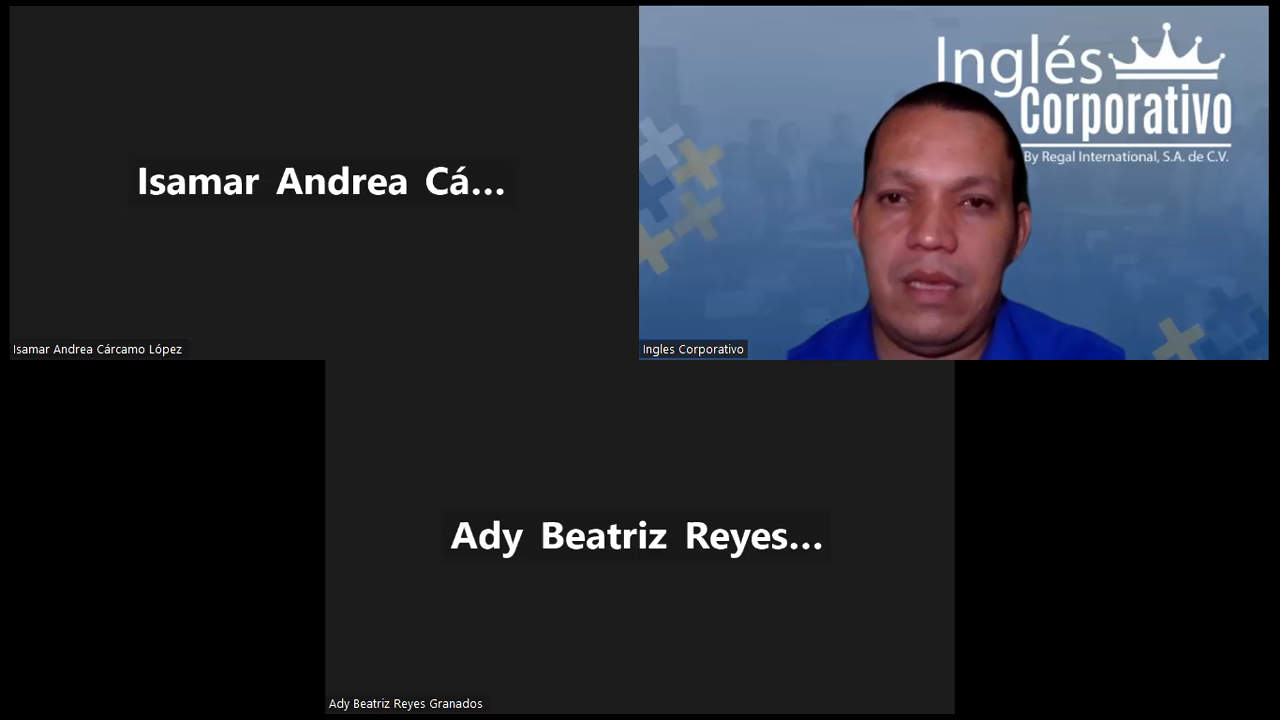 Isamar Andrea Cá...
Isamar Andrea Cárcamo López
Inglés
Corporativo
By Regal International, S.A. de C.V.
Ingles Corporativo
Ady Beatriz Reyes...
Ady Beatriz Reyes Granados